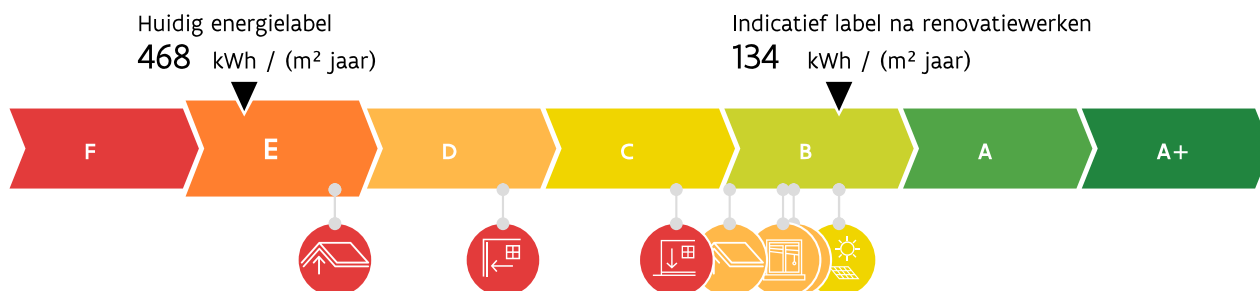 Huidig energielabel
468 kWh / (m² jaar)
Indicatief label na renovatiewerken
134 kWh / (m² jaar)
F E D C B A A+